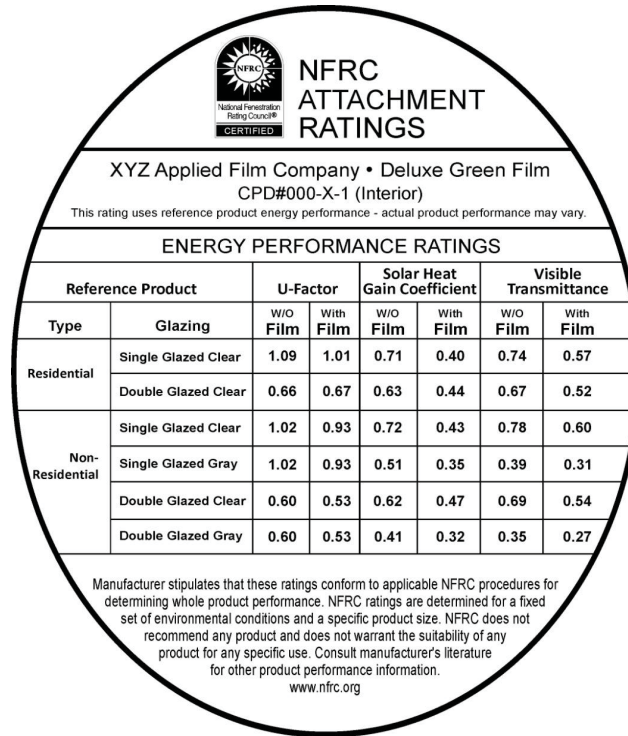 NFRC
National Fenestration
Rating Council®
CERTIFIED
NFRC
ATTACHMENT
RATINGS
XYZ Applied Film Company • Deluxe Green Film
CPD#000-X-1 (Interior)
This rating uses reference product energy performance - actual product performance may vary.
ENERGY PERFORMANCE RATINGS
Reference Product U-Factor Solar Heat Gain Coefficient Visible Transmittance
Type Glazing W/O Film With Film W/O Film With Film W/O Film With Film
Residential Single Glazed Clear 1.09 1.01 0.71 0.40 0.74 0.57
Double Glazed Clear 0.66 0.67 0.63 0.44 0.67 0.52
Non-Residential Single Glazed Clear 1.02 0.93 0.72 0.43 0.78 0.60
Single Glazed Gray 1.02 0.93 0.51 0.35 0.39 0.31
Double Glazed Clear 0.60 0.53 0.62 0.47 0.69 0.54
Double Glazed Gray 0.60 0.53 0.41 0.32 0.35 0.27
Manufacturer stipulates that these ratings conform to applicable NFRC procedures for
determining whole product performance. NFRC ratings are determined for a fixed
set of environmental conditions and a specific product size. NFRC does not
recommend any product and does not warrant the suitability of any
product for any specific use. Consult manufacturer's literature
for other product performance information.
www.nfrc.org